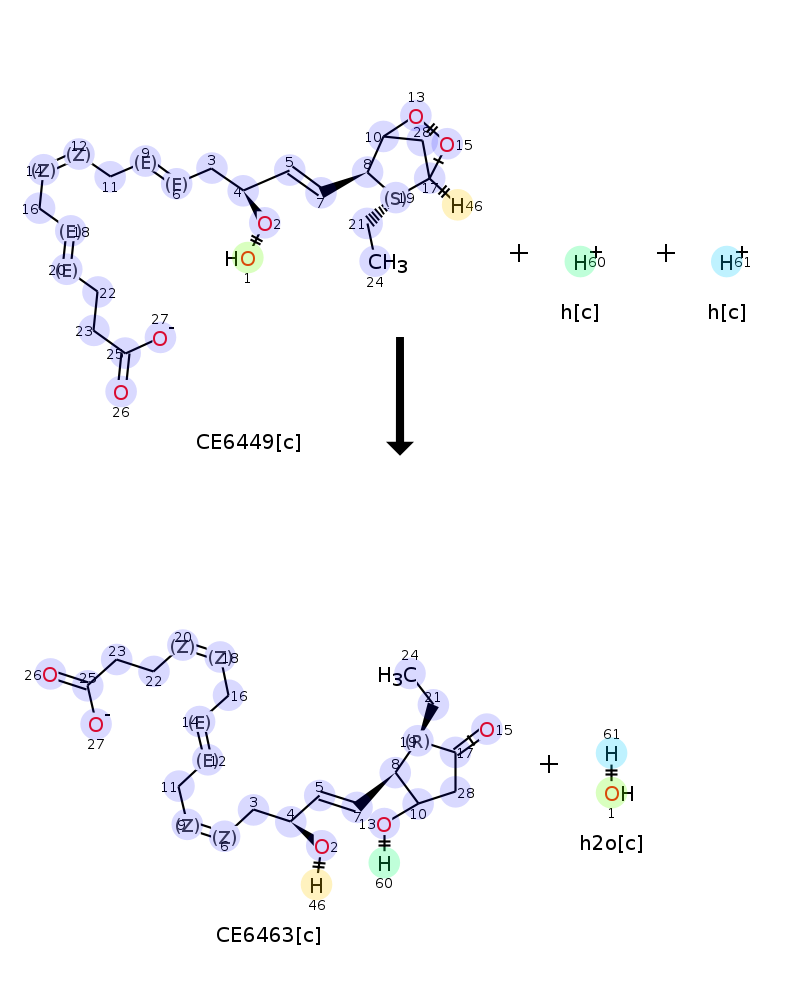 13
10
28
O
O 15
12
(Z)
9
(E)
3
5
8
14
(Z)
11
(E)
6
4
7
19
(S)
17
H 46
16
O 2
21
(E) 18
H O
1
CH3
24
20
(E)
22
+
H+ 60
+
H+ 61
h[c]
h[c]
23
27
O-
25
O
26
CE6449[c]
20
(Z)
23
(Z) 18
24
26 O
25
22
H3C
21
16
O-
27
14
(E)
O 15
19
(R)
17
61
H
(E) 12
8
+
11
5
28
O H
1
3
7
10
9
(Z)
4
13 O
(Z)
6
O 2
h2o[c]
H
60
H
46
CE6463[c]